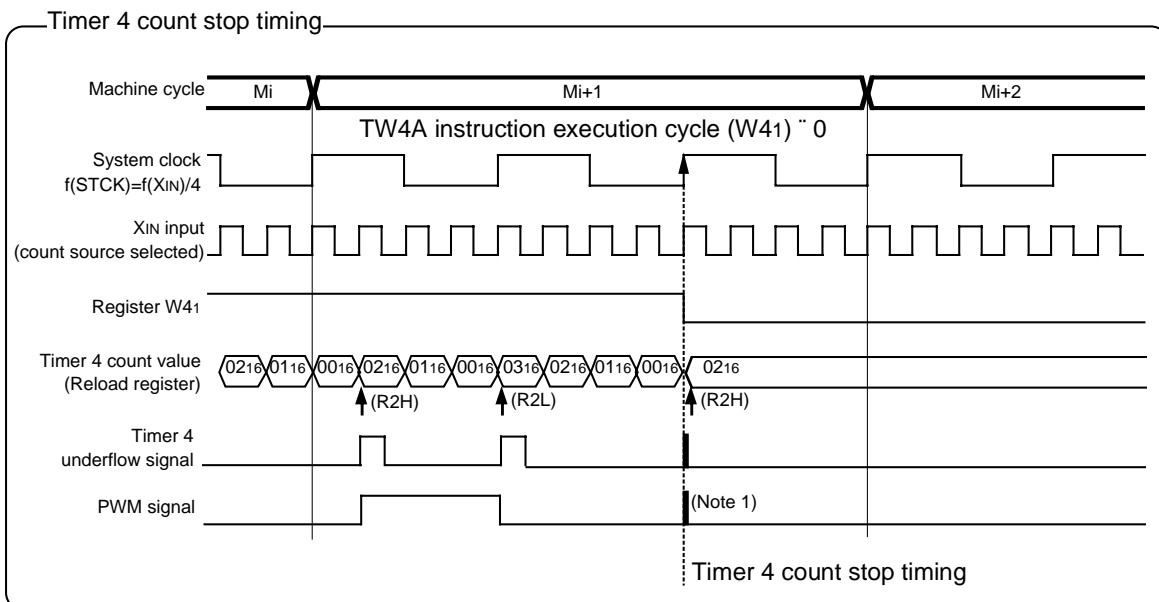 Timer 4 count stop timing
Machine cycle Mi Mi+1 Mi+2
TW4A instruction execution cycle (W41) ¨ 0
System clock
f(STCK)=f(XIN)/4
XIN input
(count source selected)
Register W41
Timer 4 count value
(Reload register)
0216 0116 0016 0216 0116 0016 0316 0216 0116 0016 0216
(R2H) (R2L) (R2H)
Timer 4
underflow signal
PWM signal
(Note 1)
Timer 4 count stop timing